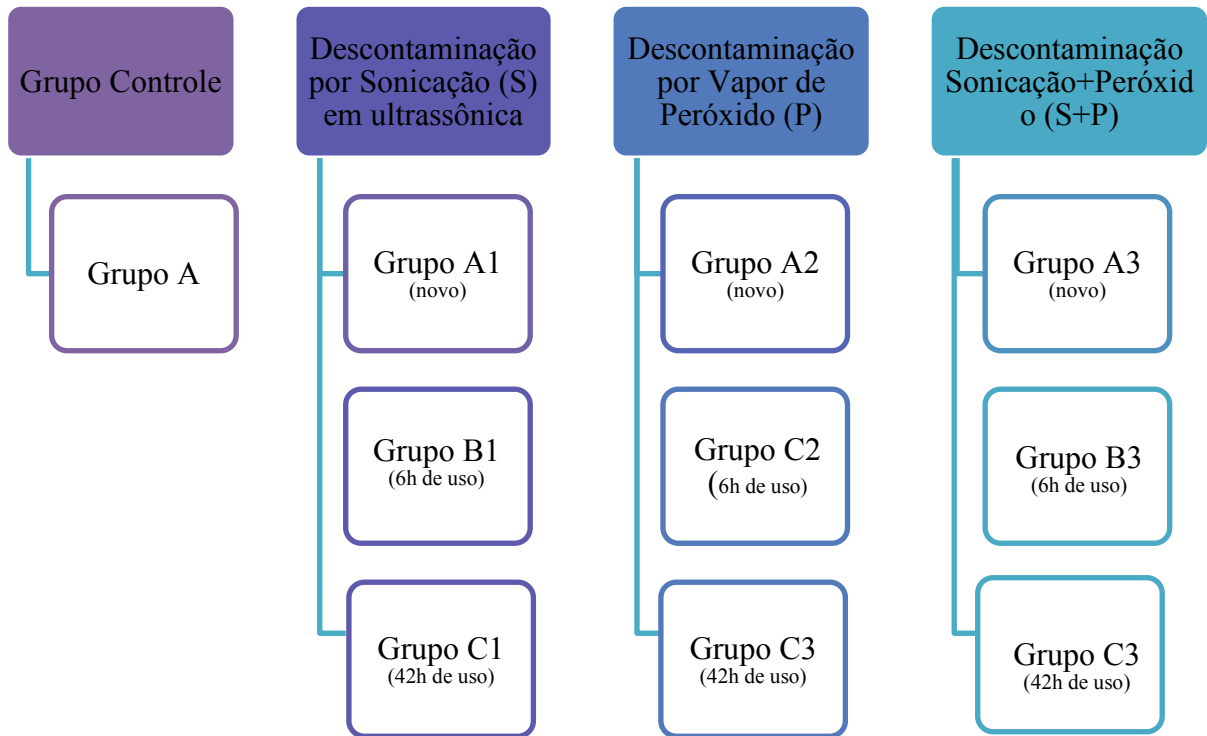 Grupo Controle
Grupo A
Descontaminação
por Sonicação (S)
em ultrassônica
Grupo A1
(novo)
Grupo B1
(6h de uso)
Grupo C1
(42h de uso)
Descontaminação
por Vapor de
Peróxido (P)
Grupo A2
(novo)
Grupo C2
(6h de uso)
Grupo C3
(42h de uso)
Descontaminação
Sonicação+Peróxid
o (S+P)
Grupo A3
(novo)
Grupo B3
(6h de uso)
Grupo C3
(42h de uso)